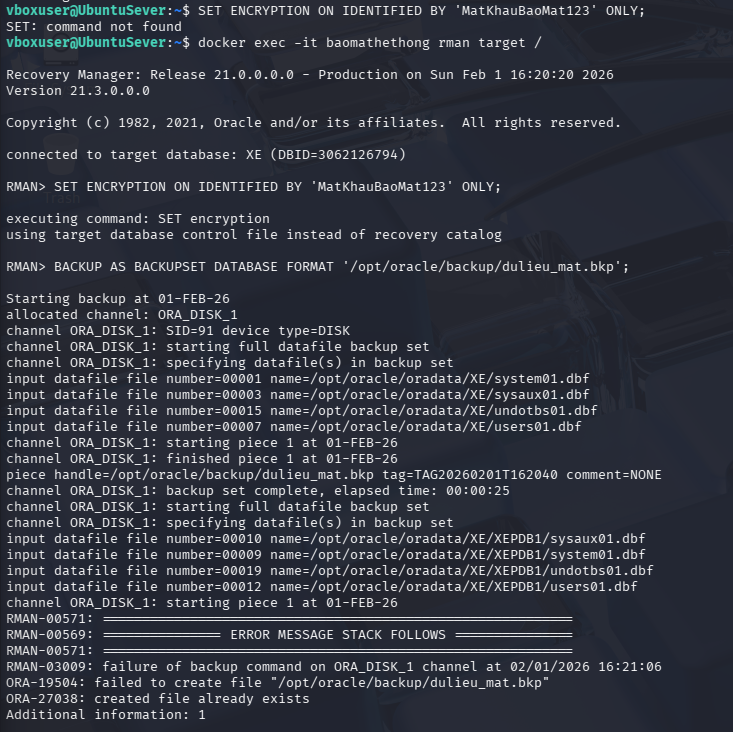 vboxuser@UbuntuSever:~$ SET ENCRYPTION ON IDENTIFIED BY 'MatKhauBaoMat123' ONLY;
SET: command not found
vboxuser@UbuntuSever:~$ docker exec -it baomathethong rman target /
Recovery Manager: Release 21.0.0.0.0 - Production on Sun Feb 1 16:20:20 2026
Version 21.3.0.0.0
Copyright (c) 1982, 2021, Oracle and/or its affiliates.  All rights reserved.
connected to target database: XE (DBID=3062126794)
RMAN> SET ENCRYPTION ON IDENTIFIED BY 'MatKhauBaoMat123' ONLY;
Trash
executing command: SET encryption
using target database control file instead of recovery catalog
RMAN> BACKUP AS BACKUPSET DATABASE FORMAT '/opt/oracle/backup/dulieu_mat.bkp';
Starting backup at 01-FEB-26
allocated channel: ORA_DISK_1
channel ORA_DISK_1: SID=91 device type=DISK
channel ORA_DISK_1: starting full datafile backup set
channel ORA_DISK_1: specifying datafile(s) in backup set
input datafile file number=00001 name=/opt/oracle/oradata/XE/system01.dbf
input datafile file number=00003 name=/opt/oracle/oradata/XE/sysaux01.dbf
input datafile file number=00015 name=/opt/oracle/oradata/XE/undotbs01.dbf
input datafile file number=00007 name=/opt/oracle/oradata/XE/users01.dbf
channel ORA_DISK_1: starting piece 1 at 01-FEB-26
channel ORA_DISK_1: finished piece 1 at 01-FEB-26
piece handle=/opt/oracle/backup/dulieu_mat.bkp tag=TAG20260201T162040 comment=NONE
channel ORA_DISK_1: backup set complete, elapsed time: 00:00:25
channel ORA_DISK_1: starting full datafile backup set
channel ORA_DISK_1: specifying datafile(s) in backup set
input datafile file number=00010 name=/opt/oracle/oradata/XE/XEPDB1/sysaux01.dbf
input datafile file number=00009 name=/opt/oracle/oradata/XE/XEPDB1/system01.dbf
input datafile file number=00019 name=/opt/oracle/oradata/XE/XEPDB1/undotbs01.dbf
input datafile file number=00012 name=/opt/oracle/oradata/XE/XEPDB1/users01.dbf
channel ORA_DISK_1: starting piece 1 at 01-FEB-26
RMAN-00571: ===========================================================
RMAN-00569: =============== ERROR MESSAGE STACK FOLLOWS ===============
RMAN-00571: ===========================================================
RMAN-03009: failure of backup command on ORA_DISK_1 channel at 02/01/2026 16:21:06
ORA-19504: failed to create file "/opt/oracle/backup/dulieu_mat.bkp"
ORA-27038: created file already exists
Additional information: 1